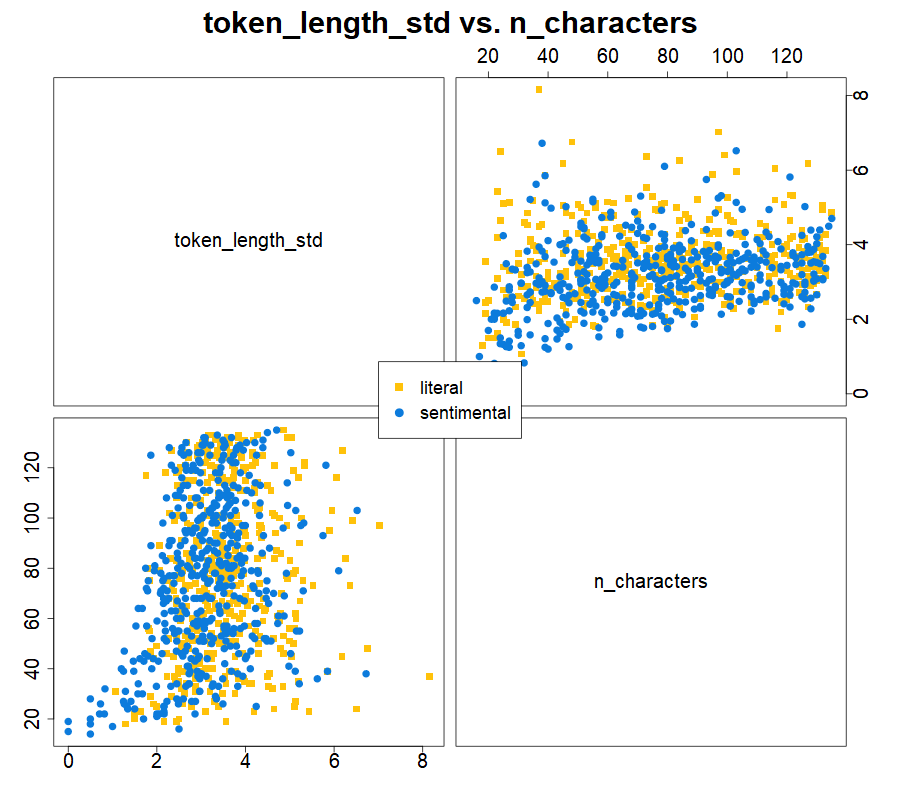 token_length_std vs. n_characters
20 40 60 80 100 120
token_length_std
8
6
4
2
0
literal
sentimental
120
100
80
60
40
20
n_characters
0 2 4 6 8